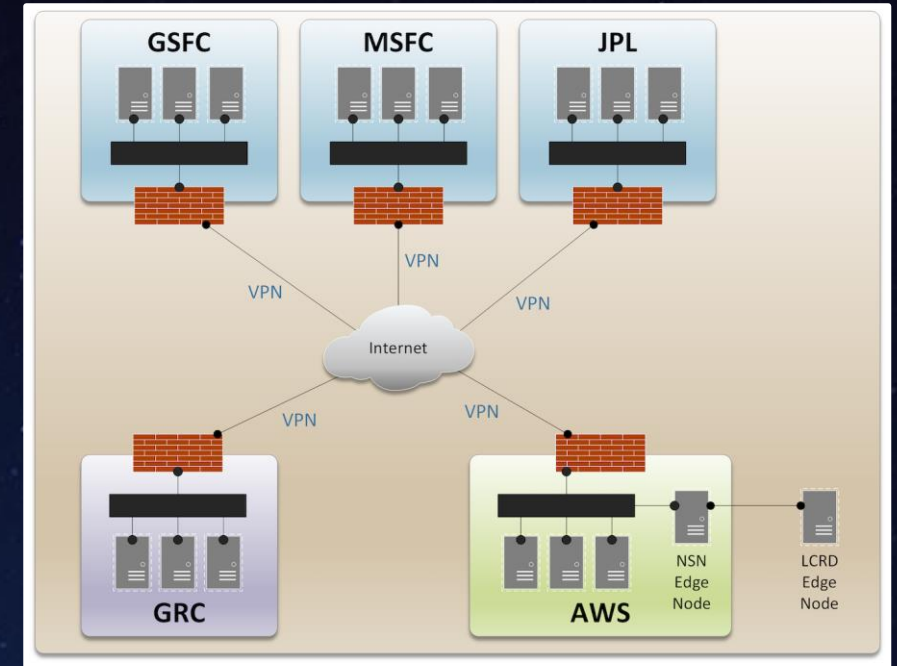 GSFC
MSFC
JPL
VPN
VPN
VPN
Internet
VPN
VPN
NSN
Edge
Node
LCRD
Edge
Node
GRC
AWS